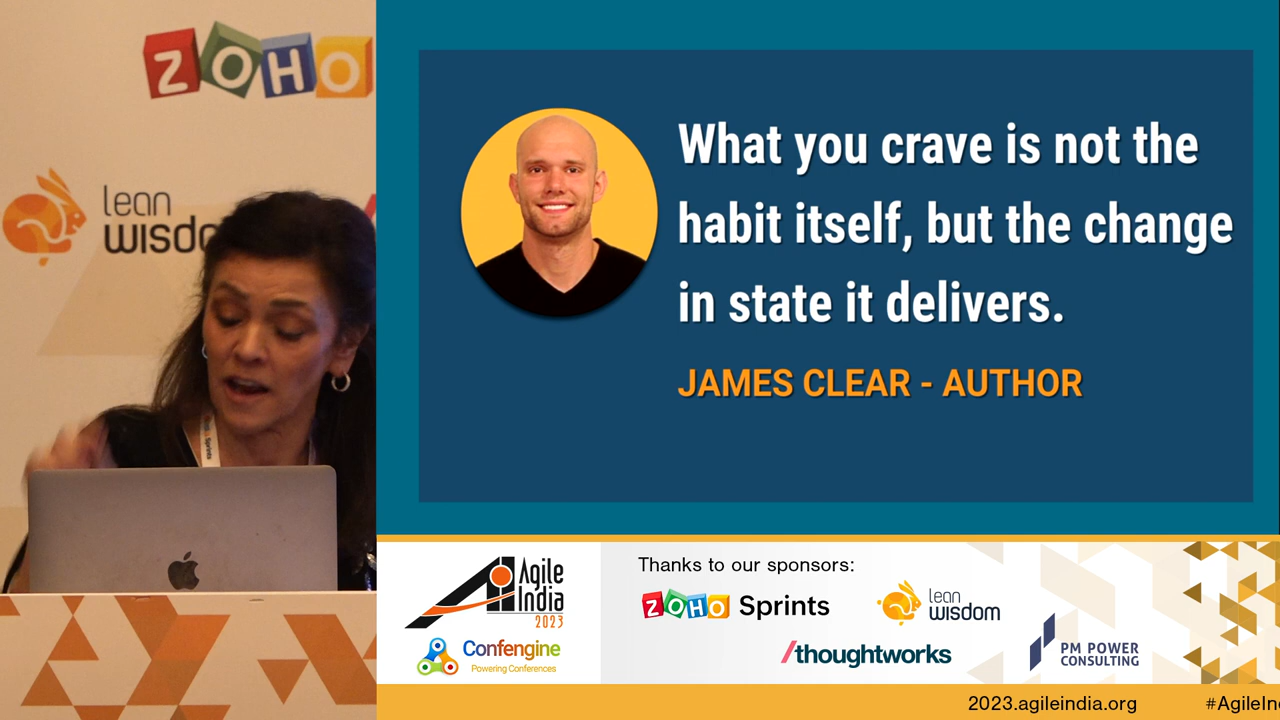 ZOHO
lean
wisdo
What you crave is not the
habit itself, but the change
in state it delivers.
JAMES CLEAR - AUTHOR
Agile
India
2023
Confengine
Powering Conferences
Thanks to our sponsors:
ZOHO Sprints
lean
wisdom
/thoughtworks
PM POWER
CONSULTING
2023.agileindia.org
#AgileIn